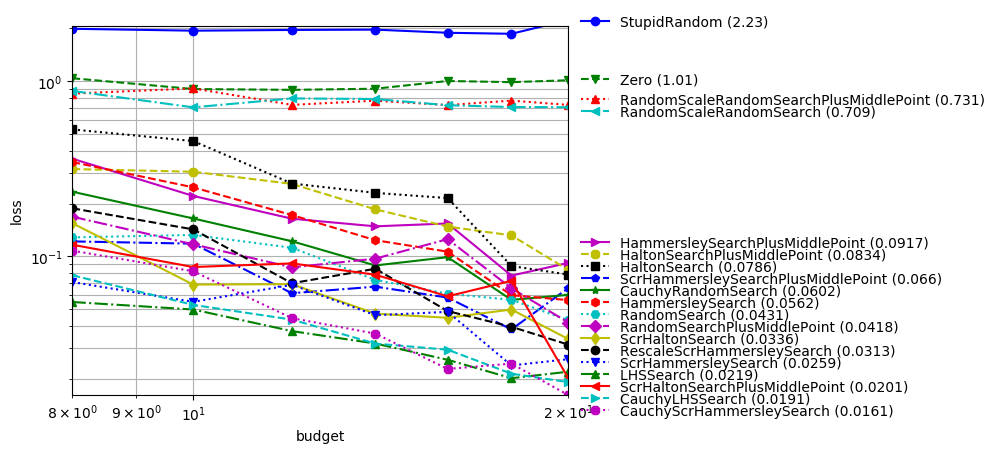 StupidRandom (2.23)
Zero (1.01)
RandomScaleRandomSearchPlusMiddlePoint (0.731)
RandomScaleRandomSearch (0.709)
HammersleySearchPlusMiddlePoint (0.0917)
HaltonSearchPlusMiddlePoint (0.0834)
HaltonSearch (0.0786)
ScrHammersleySearchPlusMiddlePoint (0.066)
CauchyRandomSearch (0.0602)
HammersleySearch (0.0562)
RandomSearch (0.0431)
RandomSearchPlusMiddlePoint (0.0418)
ScrHaltonSearch (0.0336)
RescaleScrHammersleySearch (0.0313)
ScrHammersleySearch (0.0259)
LHSSearch (0.0219)
ScrHaltonSearchPlusMiddlePoint (0.0201)
CauchyLHSSearch (0.0191)
CauchyScrHammersleySearch (0.0161)
10⁰
10⁻¹
loss
8 × 10⁰ 9 × 10⁰ 10¹ 2 × 10¹
budget